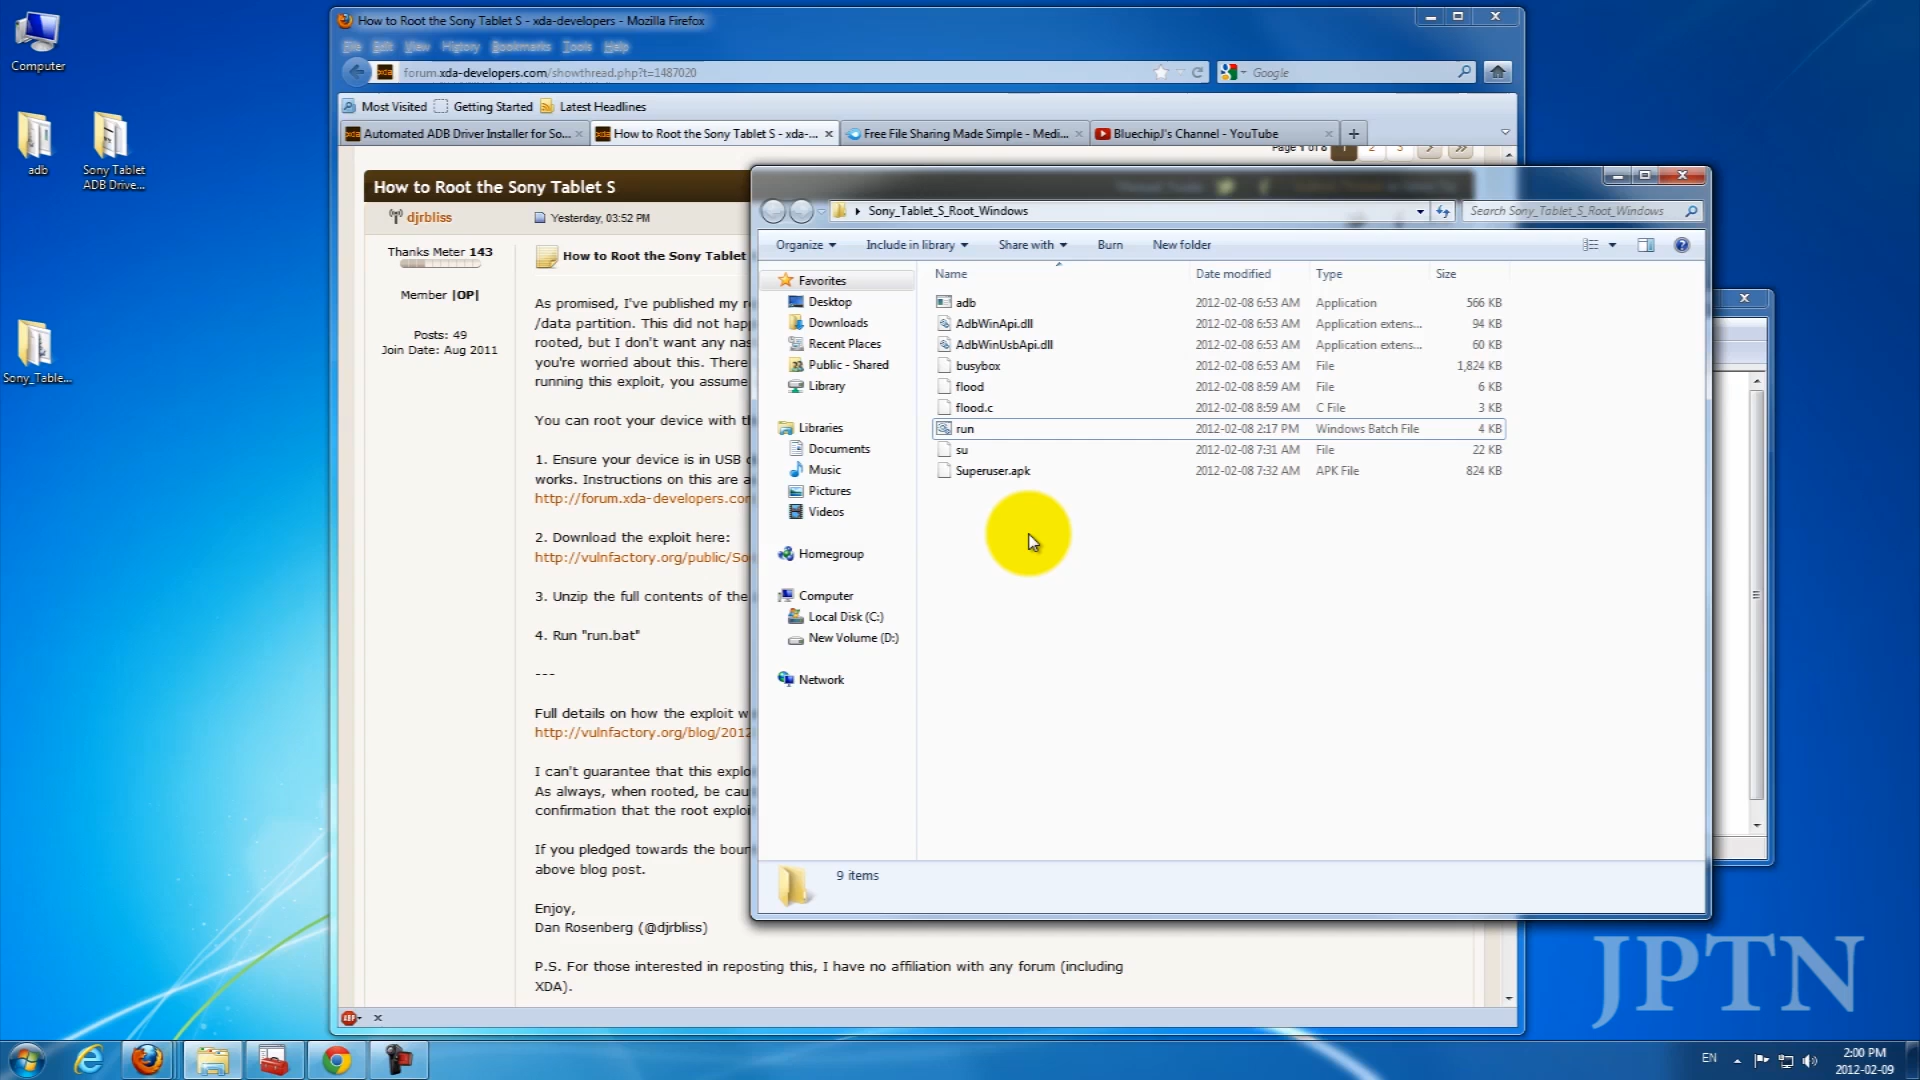 Computer
adb
Sony Tablet
ADB Drive...
Sony_Table...
How to Root the Sony Tablet S - xda-developers - Mozilla Firefox
File Edit View History Bookmarks Tools Help
forum.xda-developers.com/showthread.php?t=1487020
Google
Most Visited Getting Started Latest Headlines
Automated ADB Driver Installer for So...
How to Root the Sony Tablet S - xda-...
Free File Sharing Made Simple - Medi...
BluechipJ's Channel - YouTube
Page 1 of 8 1 2 3 > >>
How to Root the Sony Tablet S
djrbliss
Yesterday, 03:52 PM
Thanks Meter 143
Member |OP|
Posts: 49
Join Date: Aug 2011
How to Root the Sony Tablet
As promised, I've published my r
/data partition. This did not hap
rooted, but I don't want any nas
you're worried about this. There
running this exploit, you assume
You can root your device with th
1. Ensure your device is in USB d
works. Instructions on this are a
http://forum.xda-developers.com
2. Download the exploit here:
http://vulnfactory.org/public/So
3. Unzip the full contents of the
4. Run "run.bat"
---
Full details on how the exploit w
http://vulnfactory.org/blog/2012
I can't guarantee that this explo
As always, when rooted, be cau
confirmation that the root exploi
If you pledged towards the boun
above blog post.
Enjoy,
Dan Rosenberg (@djrbliss)
P.S. For those interested in reposting this, I have no affiliation with any forum (including
XDA).
ABP
Sony_Tablet_S_Root_Windows
Search Sony_Tablet_S_Root_Windows
Organize Include in library Share with Burn New folder
Favorites
Desktop
Downloads
Recent Places
Public - Shared
Library
Libraries
Documents
Music
Pictures
Videos
Homegroup
Computer
Local Disk (C:)
New Volume (D:)
Network
Name Date modified Type Size
adb 2012-02-08 6:53 AM Application 566 KB
AdbWinApi.dll 2012-02-08 6:53 AM Application extens... 94 KB
AdbWinUsbApi.dll 2012-02-08 6:53 AM Application extens... 60 KB
busybox 2012-02-08 6:53 AM File 1,824 KB
flood 2012-02-08 8:59 AM File 6 KB
flood.c 2012-02-08 8:59 AM C File 3 KB
run 2012-02-08 2:17 PM Windows Batch File 4 KB
su 2012-02-08 7:31 AM File 22 KB
Superuser.apk 2012-02-08 7:32 AM APK File 824 KB
9 items
JPTN
EN
2:00 PM
2012-02-09